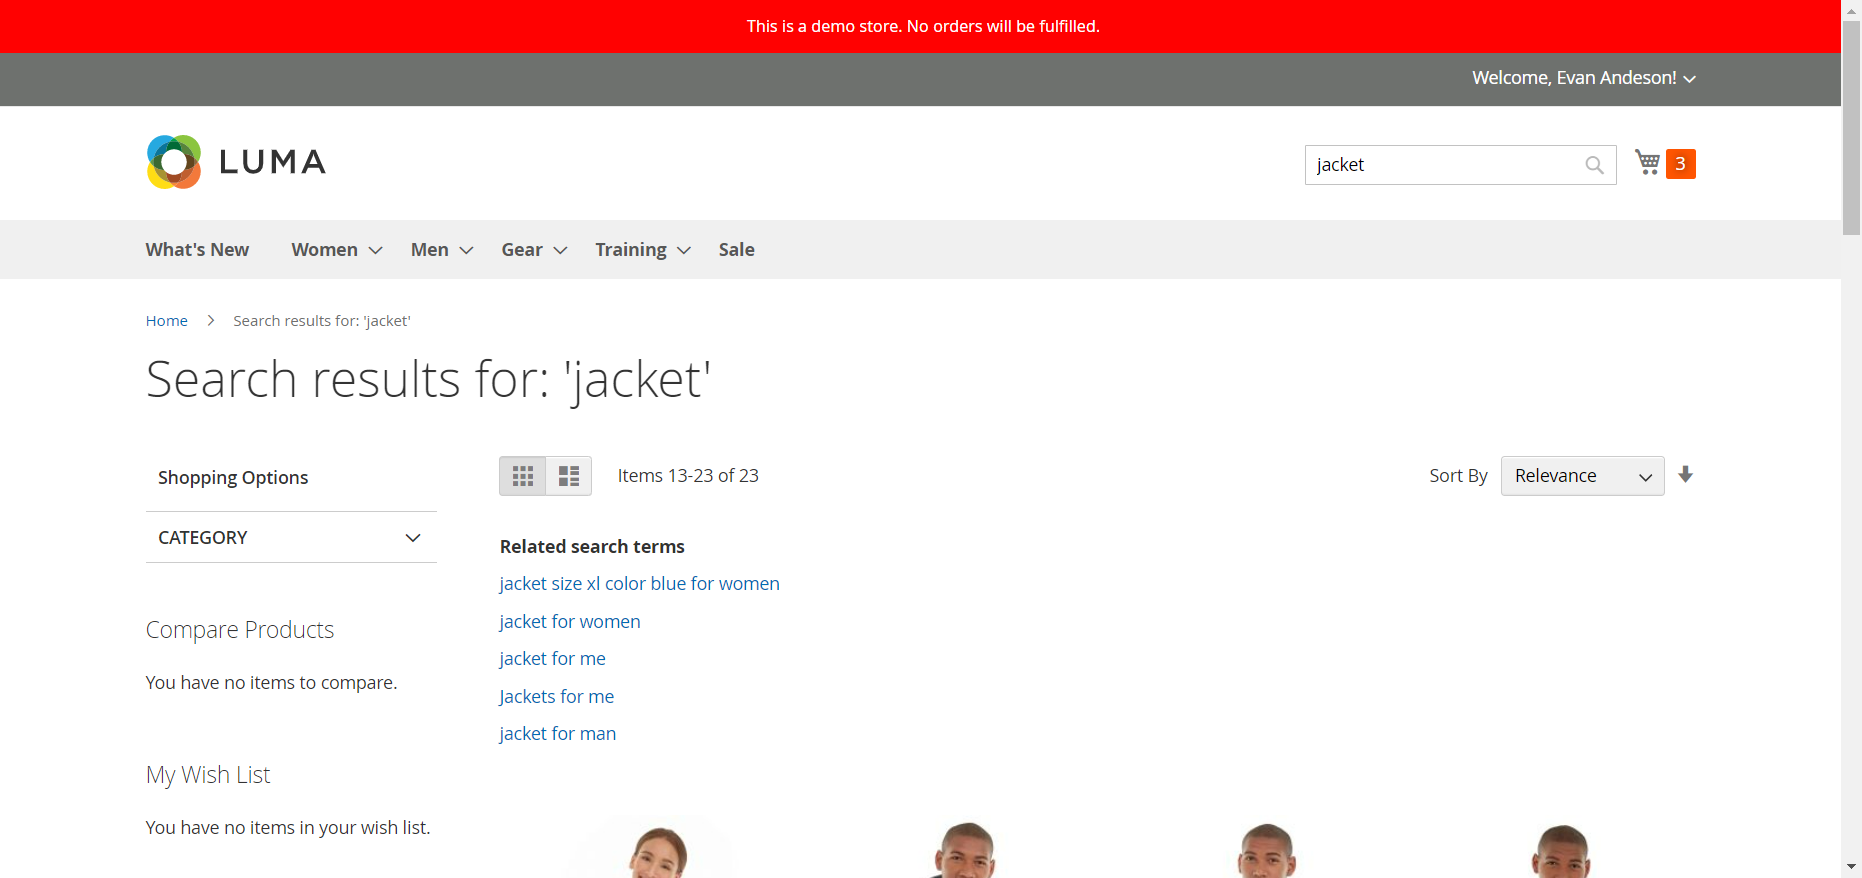 This is a demo store. No orders will be fulfilled.
Welcome, Evan Andeson!
LUMA
jacket
3
What's New Women Men Gear Training Sale
Home Search results for: 'jacket'
Search results for: 'jacket'
Shopping Options
Items 13-23 of 23
Sort By Relevance
CATEGORY
Related search terms
jacket size xl color blue for women
jacket for women
jacket for me
Jackets for me
jacket for man
Compare Products
You have no items to compare.
My Wish List
You have no items in your wish list.